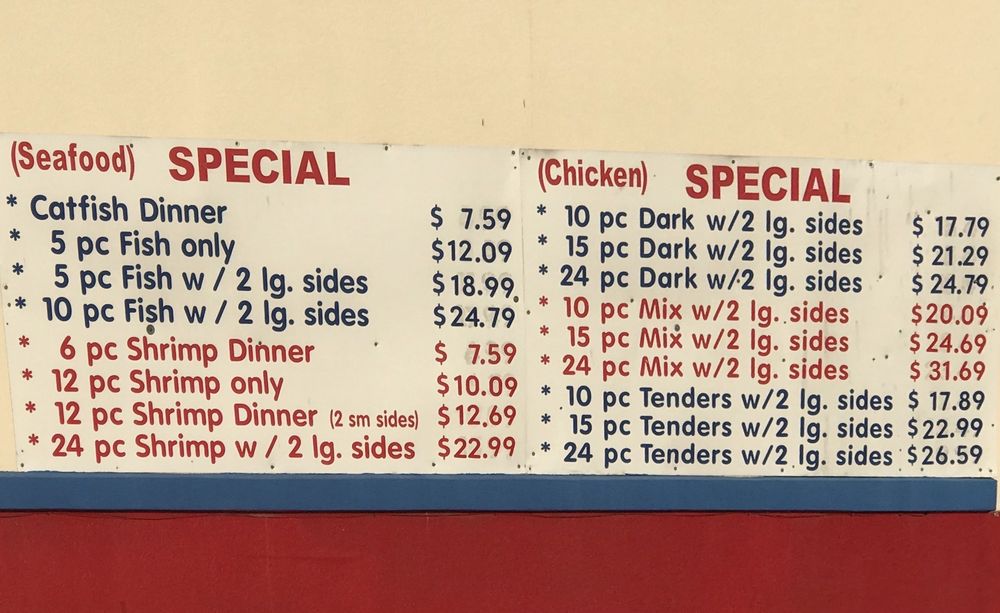 (Seafood) SPECIAL
* Catfish Dinner $ 7.59
* 5 pc Fish only $12.09
* 5 pc Fish w / 2 lg. sides $18.99
* 10 pc Fish w / 2 lg. sides $24.79
* 6 pc Shrimp Dinner $ 7.59
* 12 pc Shrimp only $10.09
* 12 pc Shrimp Dinner (2 sm sides) $12.69
* 24 pc Shrimp w / 2 lg. sides $22.99
(Chicken) SPECIAL
* 10 pc Dark w/2 lg. sides $ 17.79
* 15 pc Dark w/2 lg. sides $ 21.29
* 24 pc Dark w/2 lg. sides $ 24.79
* 10 pc Mix w/2 lg. sides $20.09
* 15 pc Mix w/2 lg. sides $24.69
* 24 pc Mix w/2 lg. sides $ 31.69
* 10 pc Tenders w/2 lg. sides $ 17.89
* 15 pc Tenders w/2 lg. sides $22.99
* 24 pc Tenders w/2 lg. sides $26.59